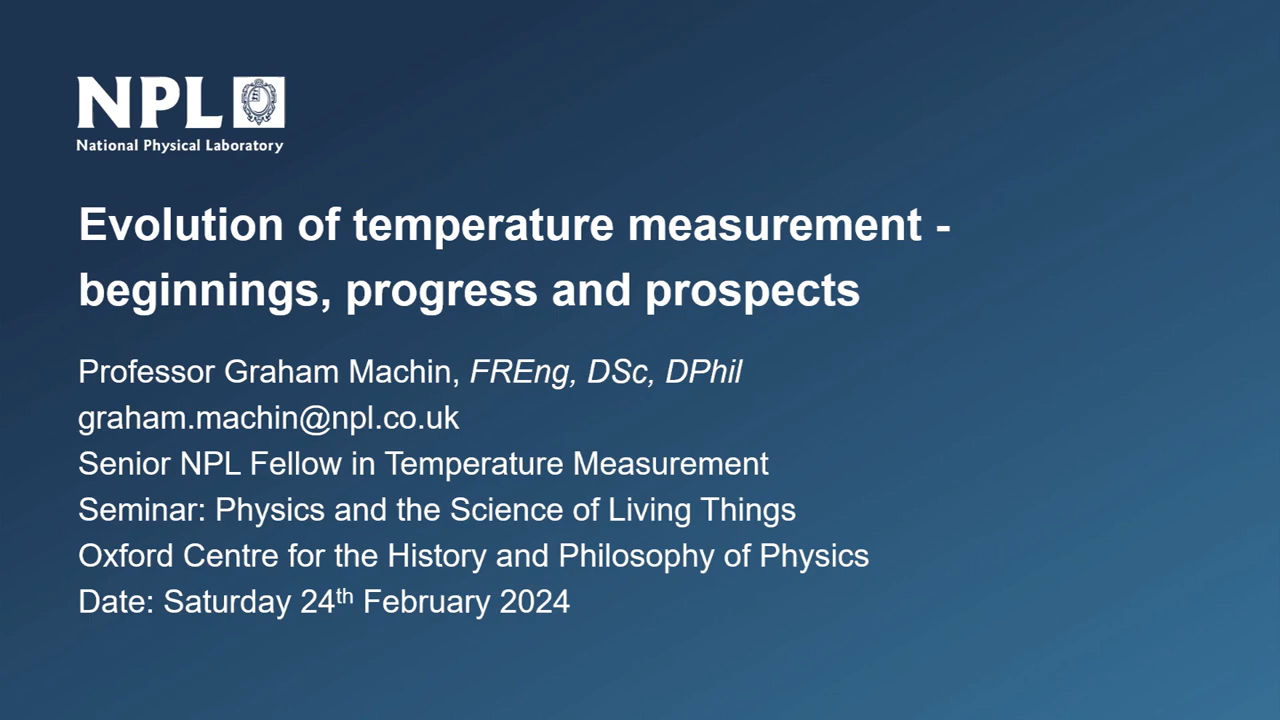 NPL
National Physical Laboratory
Evolution of temperature measurement -
beginnings, progress and prospects
Professor Graham Machin, FREng, DSc, DPhil
graham.machin@npl.co.uk
Senior NPL Fellow in Temperature Measurement
Seminar: Physics and the Science of Living Things
Oxford Centre for the History and Philosophy of Physics
Date: Saturday 24th February 2024